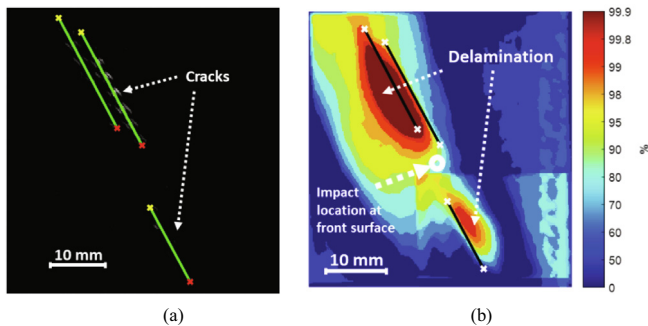 Cracks
10 mm
(a)
Delamination
Impact
location at
front surface
10 mm
(b)
99.9
99.8
99
98
95
90
80
70
60
50
0
%